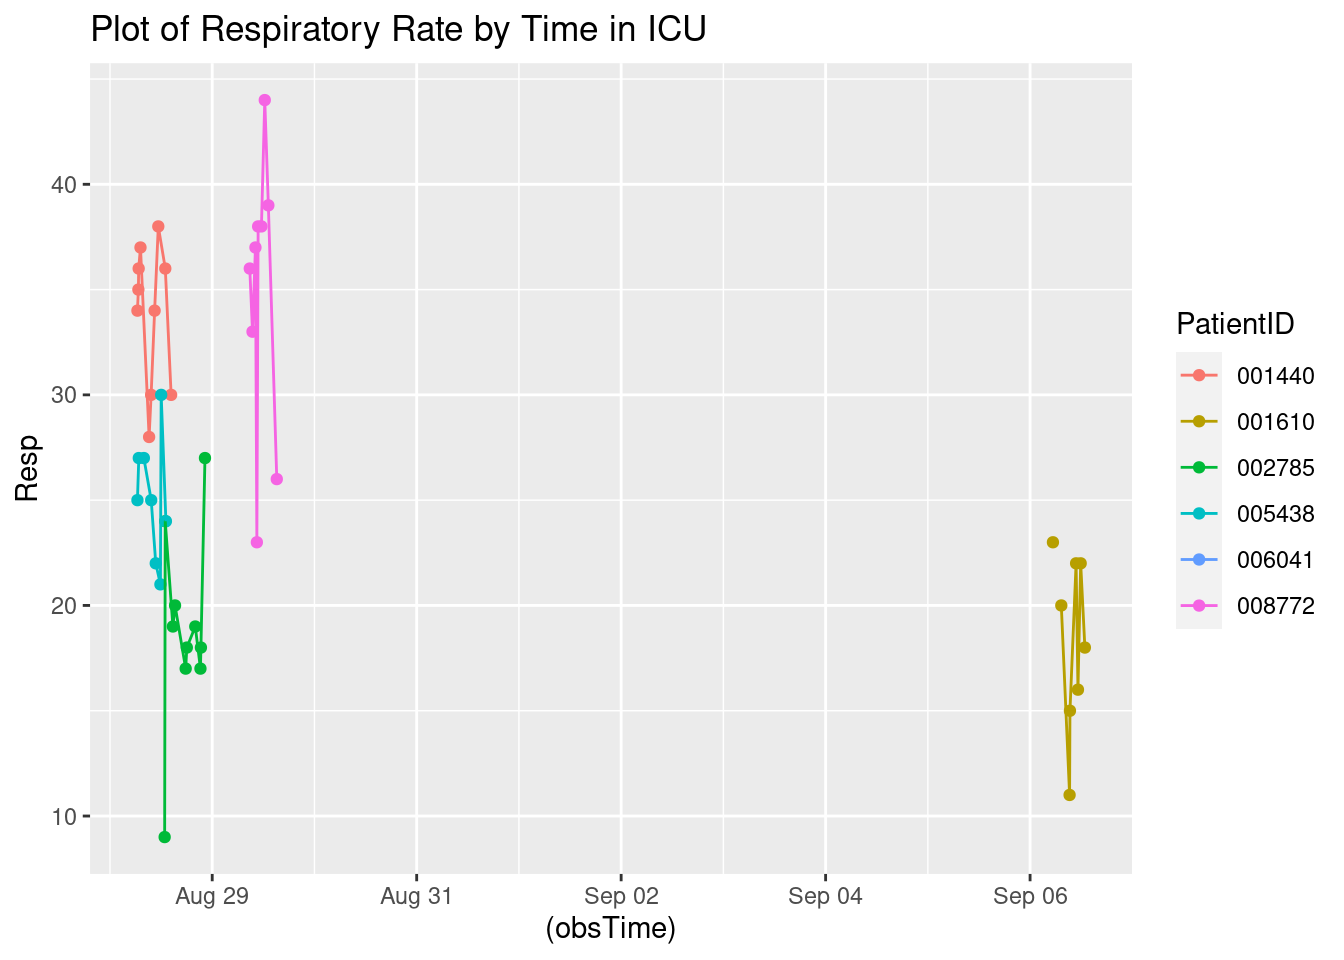 Plot of Respiratory Rate by Time in ICU
40
30
20
10
Resp
Aug 29 Aug 31 Sep 02 Sep 04 Sep 06
(obsTime)
PatientID
001440
001610
002785
005438
006041
008772